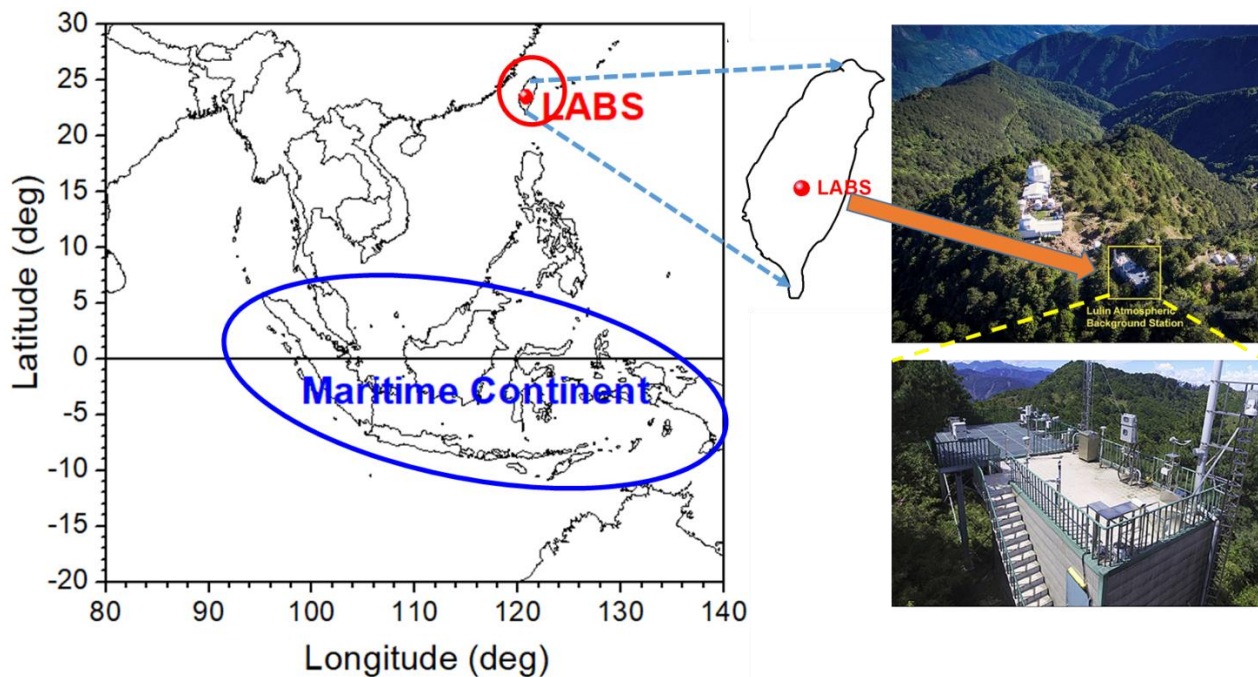 30
25
20
15
10
5
0
-5
-10
-15
-20
80
90
100
110
120
130
140
Latitude (deg)
Longitude (deg)
LABS
Maritime Continent
LABS
Lulin Atmospheric
Background Station